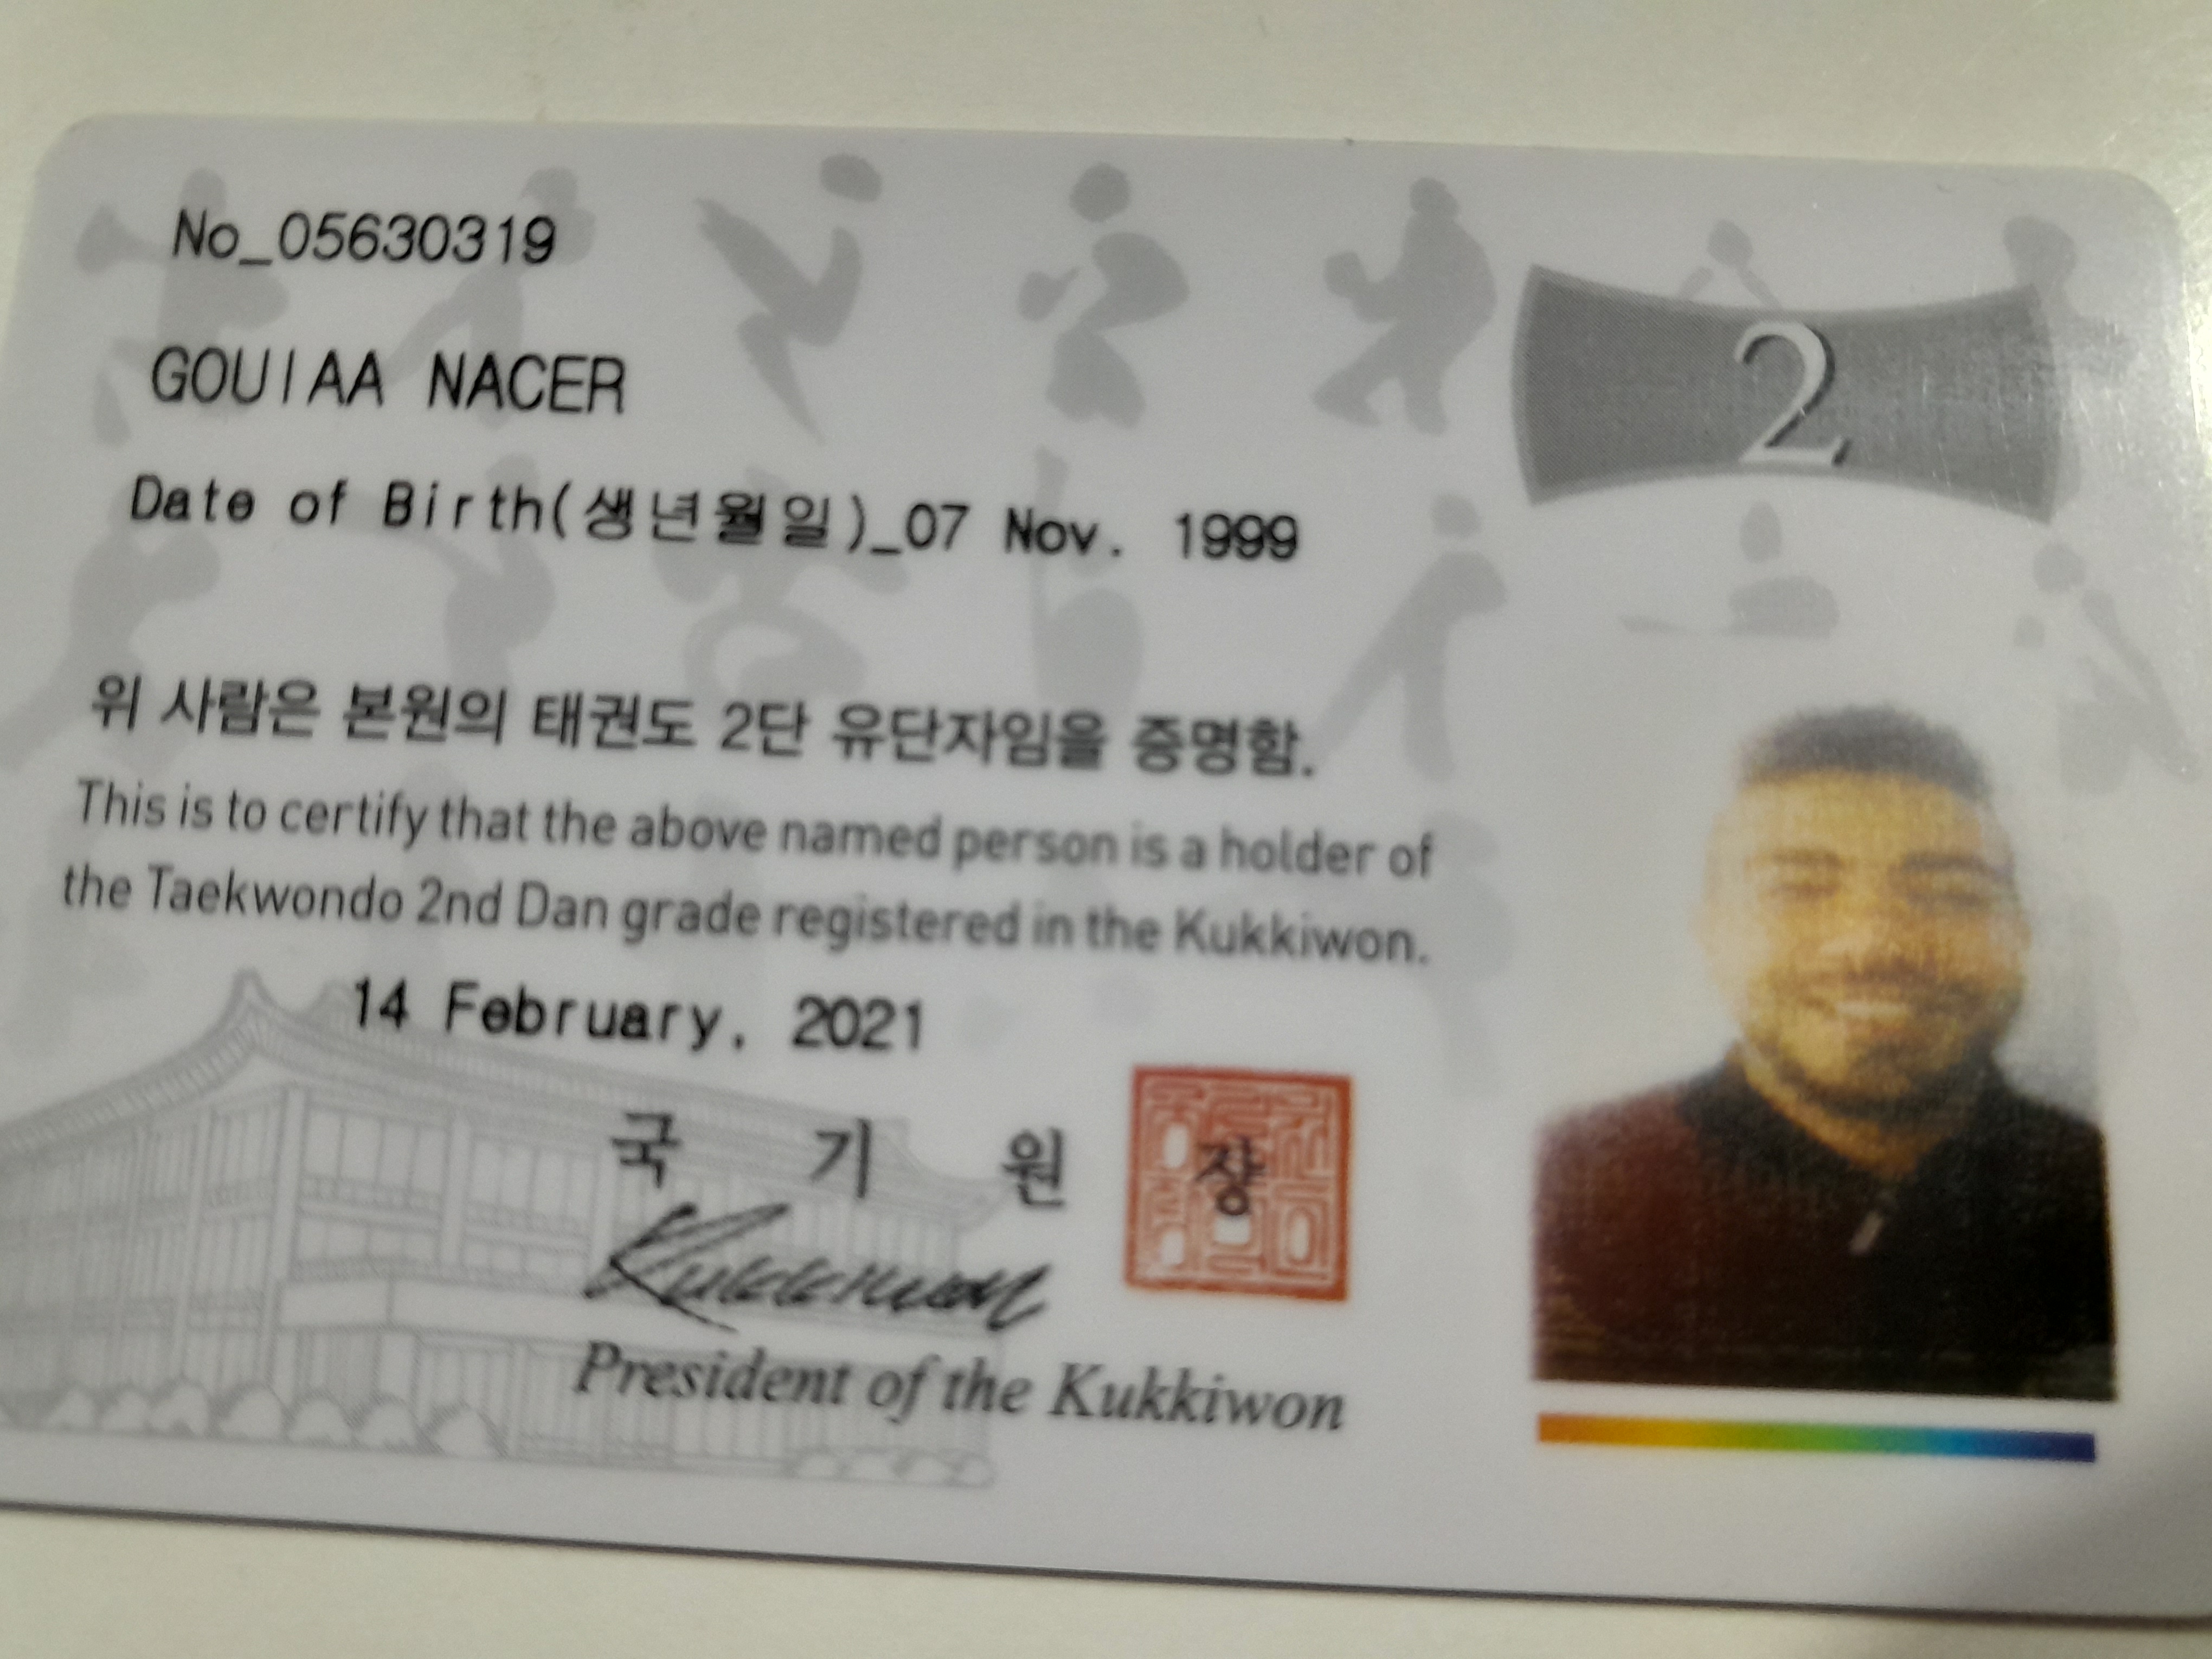 No_05630319
2
GOUIAA NACER
Date of Birth(생년월일)_07 Nov. 1999
위 사람은 본원의 태권도 2단 유단자임을 증명함.
This is to certify that the above named person is a holder of
the Taekwondo 2nd Dan grade registered in the Kukkiwon.
14 February, 2021
국 기 원 장
Kukkiwon
President of the Kukkiwon